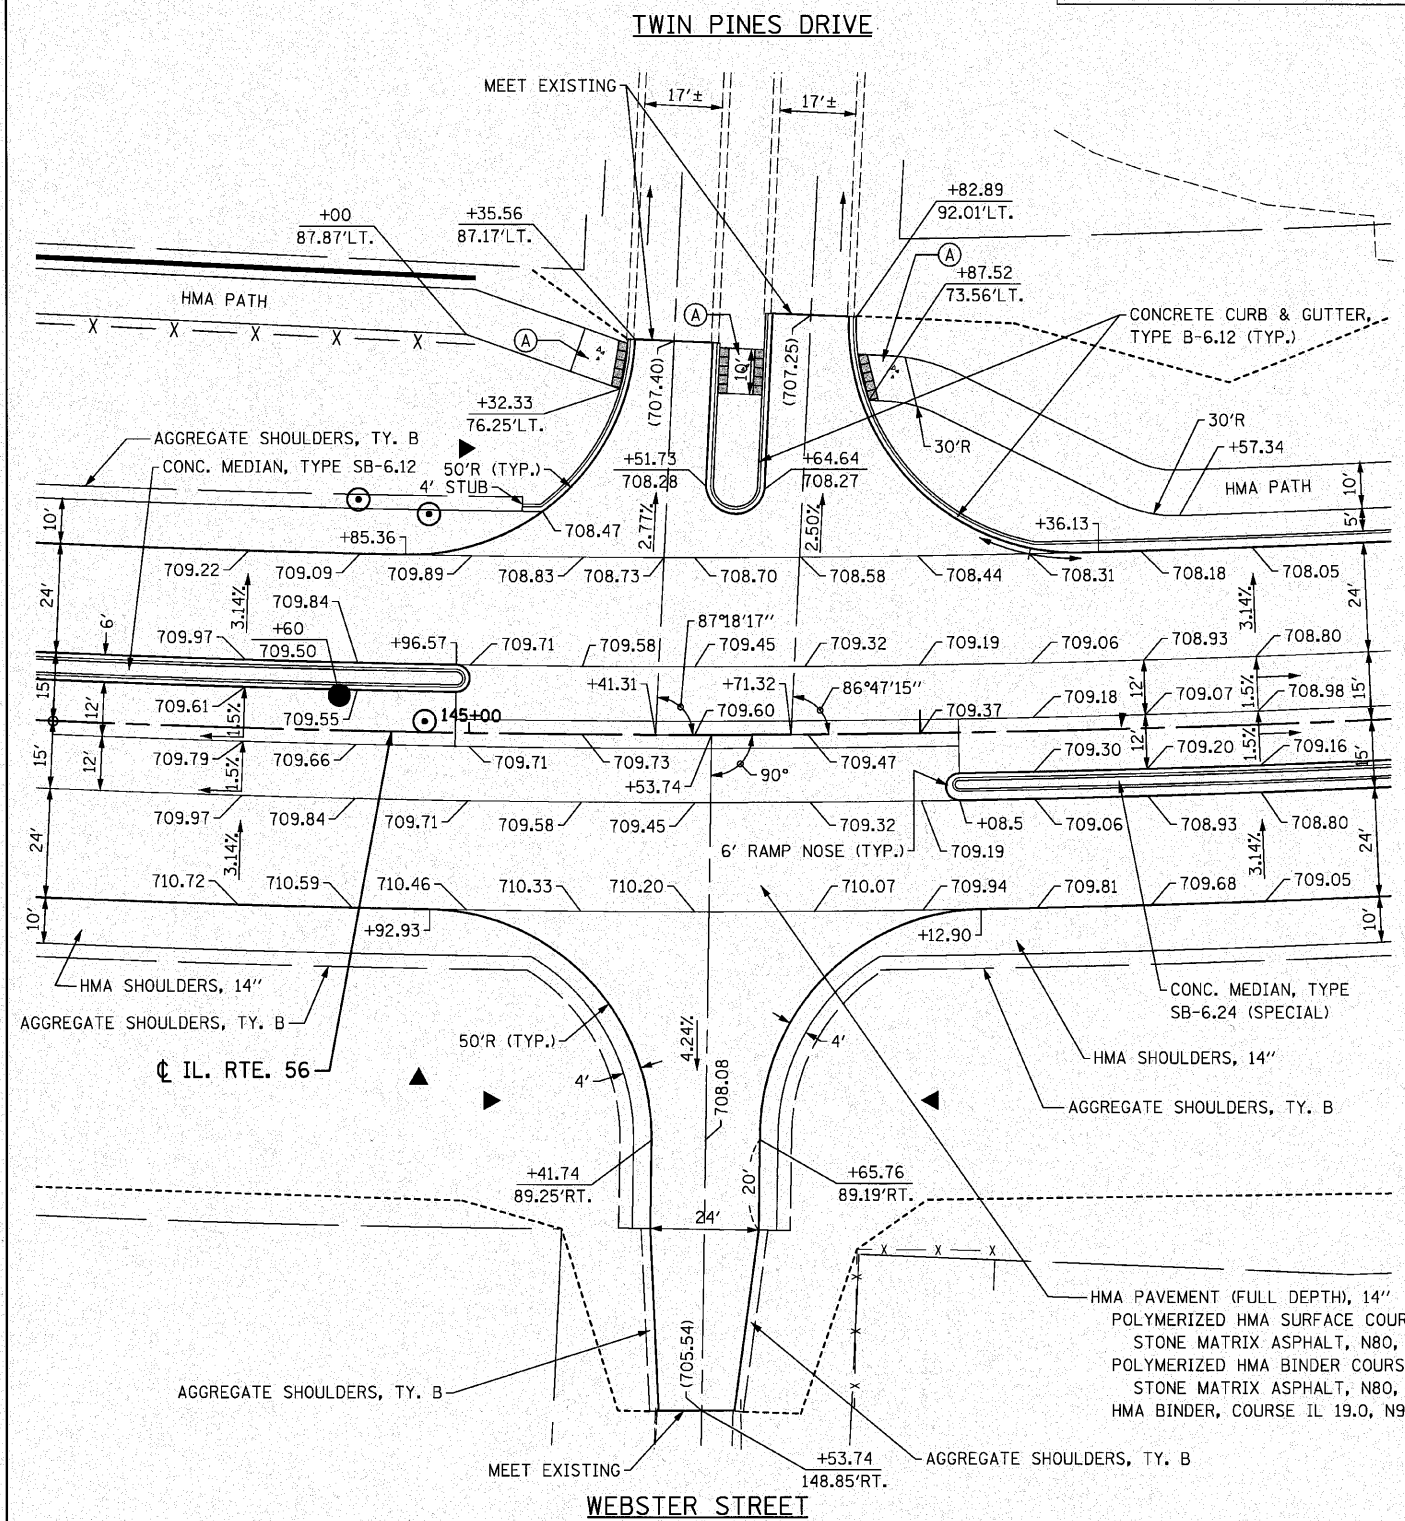 TWIN PINES DRIVE
MEET EXISTING
17'±
17'±
+82.89
92.01'LT.
+00
87.87'LT.
+35.56
87.17'LT.
A
+87.52
73.56'LT.
HMA PATH
A
A
10'
(707.40)
(707.25)
CONCRETE CURB & GUTTER,
TYPE B-6.12 (TYP.)
+32.33
76.25'LT.
30'R
30'R
+57.34
AGGREGATE SHOULDERS, TY. B
CONC. MEDIAN, TYPE SB-6.12
50'R (TYP.)
4' STUB
+51.73
708.28
+64.64
708.27
HMA PATH
10'
5'
10'
+85.36
708.47
2.77%
2.50%
+36.13
709.22
709.09
709.89
708.83
708.73
708.70
708.58
708.44
708.31
708.18
708.05
24'
3.14%
709.84
3.14%
24'
6'
709.97
+60
709.50
+96.57
709.71
709.58
87°18'17"
709.45
709.32
709.19
709.06
708.93
708.80
15'
12'
709.61
1.5%
709.55
145+00
+41.31
+71.32
709.60
86°47'15"
709.37
709.18
12'
709.07
1.5%
708.98
15'
15'
12'
709.79
1.5%
709.66
709.71
709.73
+53.74
90°
709.47
709.30
12'
709.20
1.5%
709.16
15'
709.97
709.84
709.71
709.58
709.45
709.32
6' RAMP NOSE (TYP.)
709.19
+08.5
709.06
708.93
708.80
24'
3.14%
3.14%
24'
710.72
710.59
710.46
710.33
710.20
710.07
709.94
709.81
709.68
709.05
10'
+92.93
+12.90
10'
HMA SHOULDERS, 14"
AGGREGATE SHOULDERS, TY. B
CONC. MEDIAN, TYPE
SB-6.24 (SPECIAL)
50'R (TYP.)
4.24%
4'
HMA SHOULDERS, 14"
℄ IL. RTE. 56
4'
708.08
AGGREGATE SHOULDERS, TY. B
+41.74
89.25'RT.
20'
+65.76
89.19'RT.
24'
HMA PAVEMENT (FULL DEPTH), 14"
POLYMERIZED HMA SURFACE COUR
STONE MATRIX ASPHALT, N80,
POLYMERIZED HMA BINDER COURS
STONE MATRIX ASPHALT, N80,
HMA BINDER, COURSE IL 19.0, N9
(705.54)
AGGREGATE SHOULDERS, TY. B
MEET EXISTING
+53.74
148.85'RT.
AGGREGATE SHOULDERS, TY. B
WEBSTER STREET